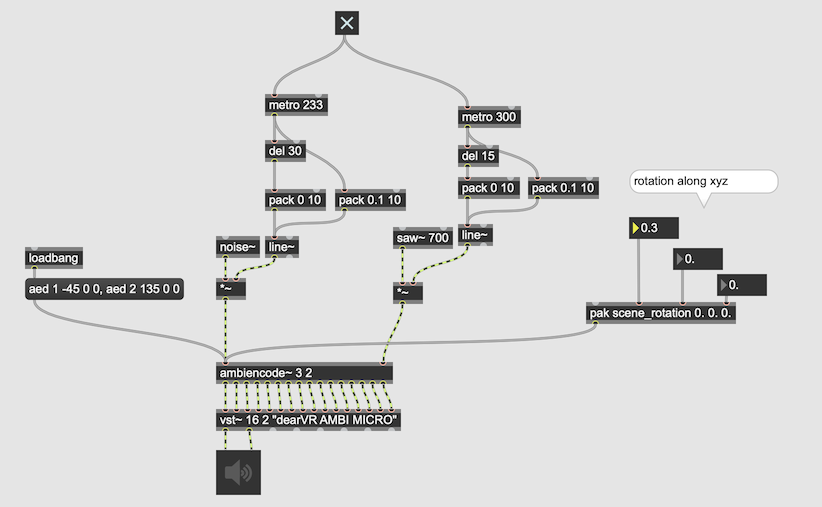 metro 233
metro 300
del 30
del 15
pack 0 10
pack 0.1 10
pack 0 10
pack 0.1 10
rotation along xyz
0.3
noise~
line~
saw~ 700
line~
loadbang
0.
aed 1 -45 0 0, aed 2 135 0 0
*~
*~
0.
pak scene_rotation 0. 0. 0.
ambiencode~ 3 2
vst~ 16 2 "dearVR AMBI MICRO"